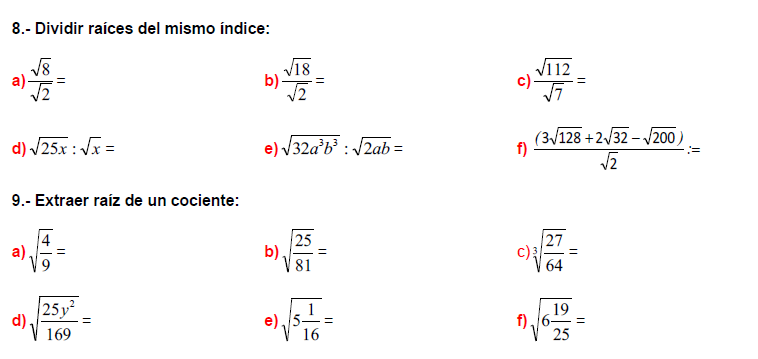 8.- Dividir raíces del mismo índice:
a) √8/√2 = b) √18/√2 = c) √112/√7 =
d) √25x : √x = e) √32a³b³ : √2ab = f) (3√128 +2√32 −√200 )/√2 :=
9.- Extraer raíz de un cociente:
a) √(4/9) = b) √(25/81) = c) ³√(27/64) =
d) √(25y²/169) = e) √(5 1/16) = f) √(6 19/25) =